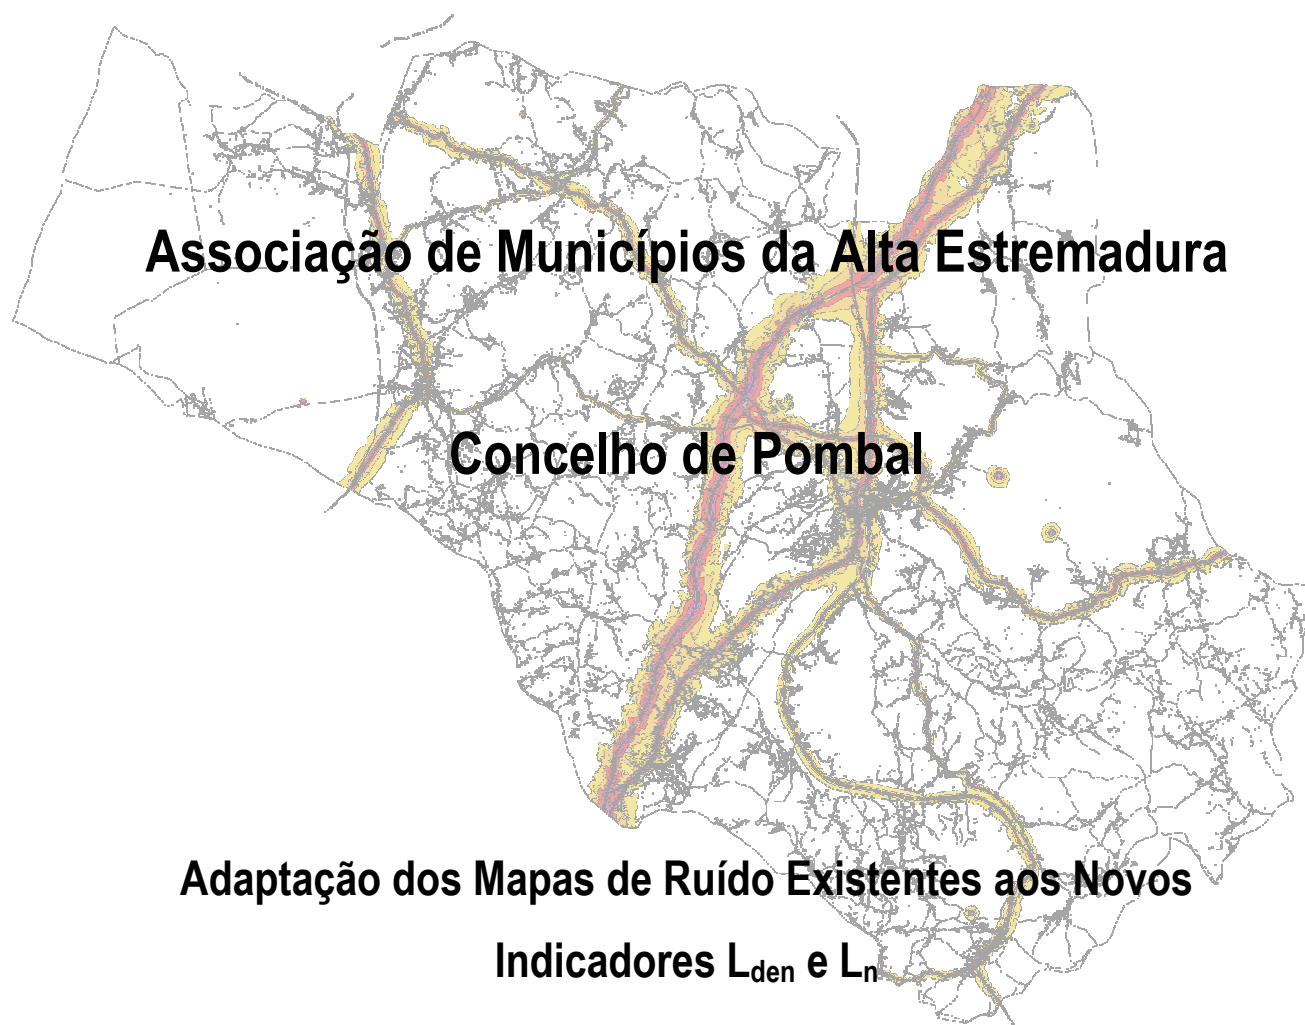 Associação de Municípios da Alta Estremadura
Concelho de Pombal
Adaptação dos Mapas de Ruído Existentes aos Novos
Indicadores Lden e Ln